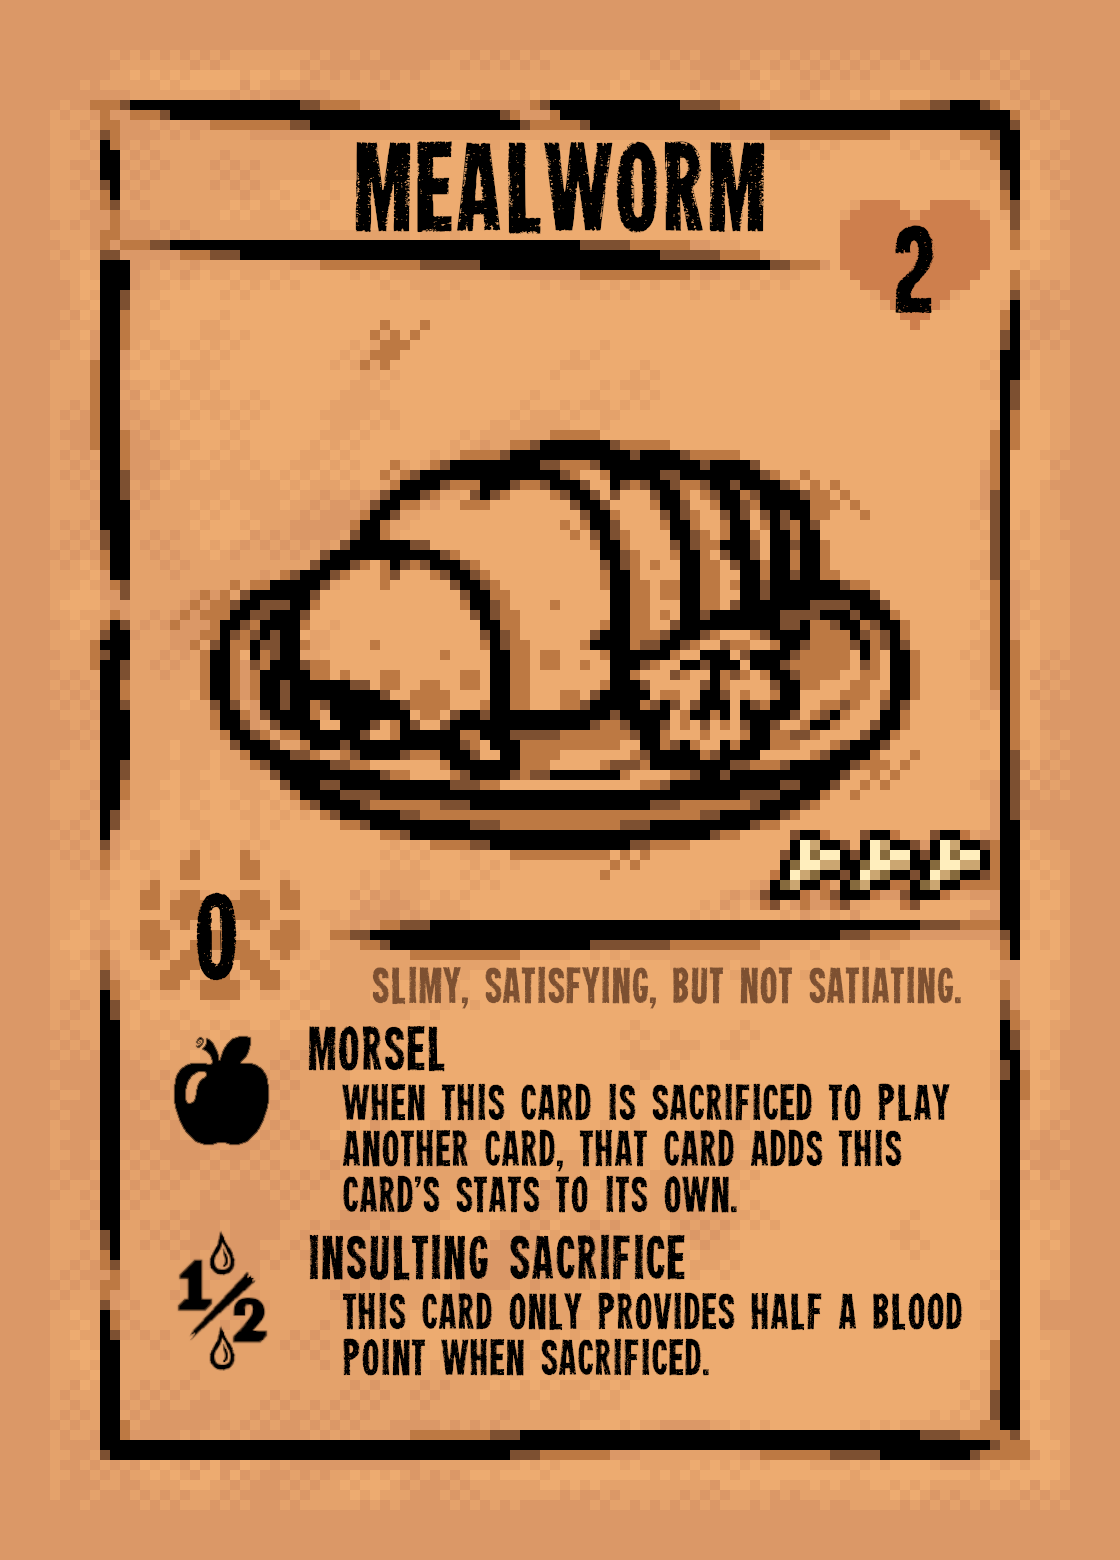 MEALWORM
2
0
SLIMY, SATISFYING, BUT NOT SATIATING.
MORSEL
WHEN THIS CARD IS SACRIFICED TO PLAY
ANOTHER CARD, THAT CARD ADDS THIS
CARD'S STATS TO ITS OWN.
1/2
INSULTING SACRIFICE
THIS CARD ONLY PROVIDES HALF A BLOOD
POINT WHEN SACRIFICED.